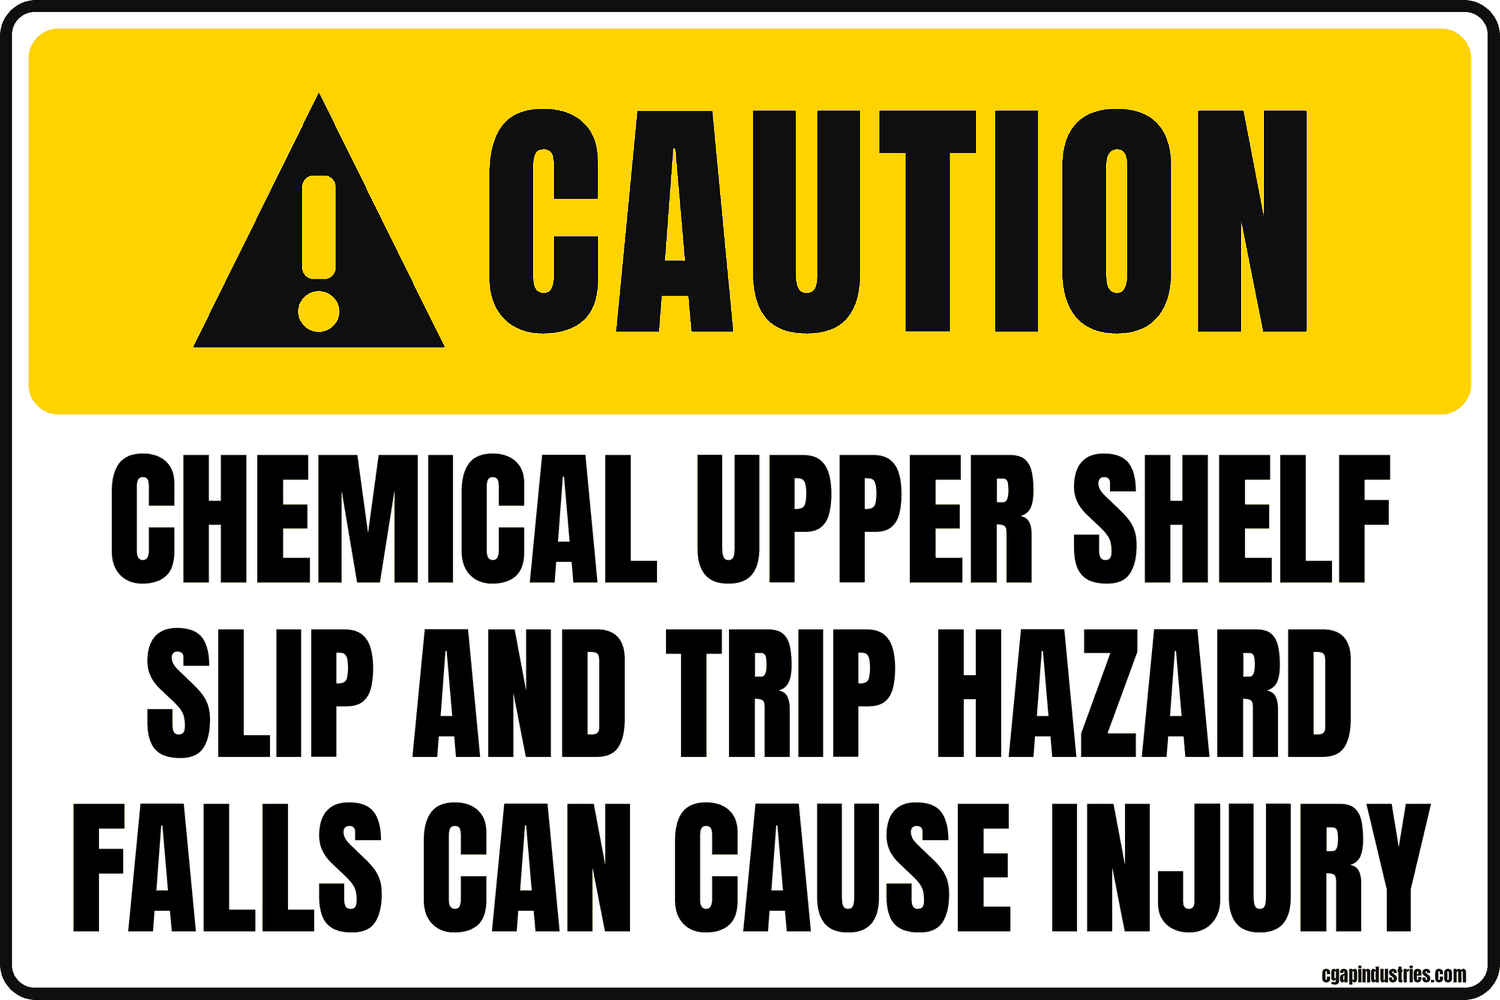 CAUTION
CHEMICAL UPPER SHELF
SLIP AND TRIP HAZARD
FALLS CAN CAUSE INJURY
cgapindustries.com